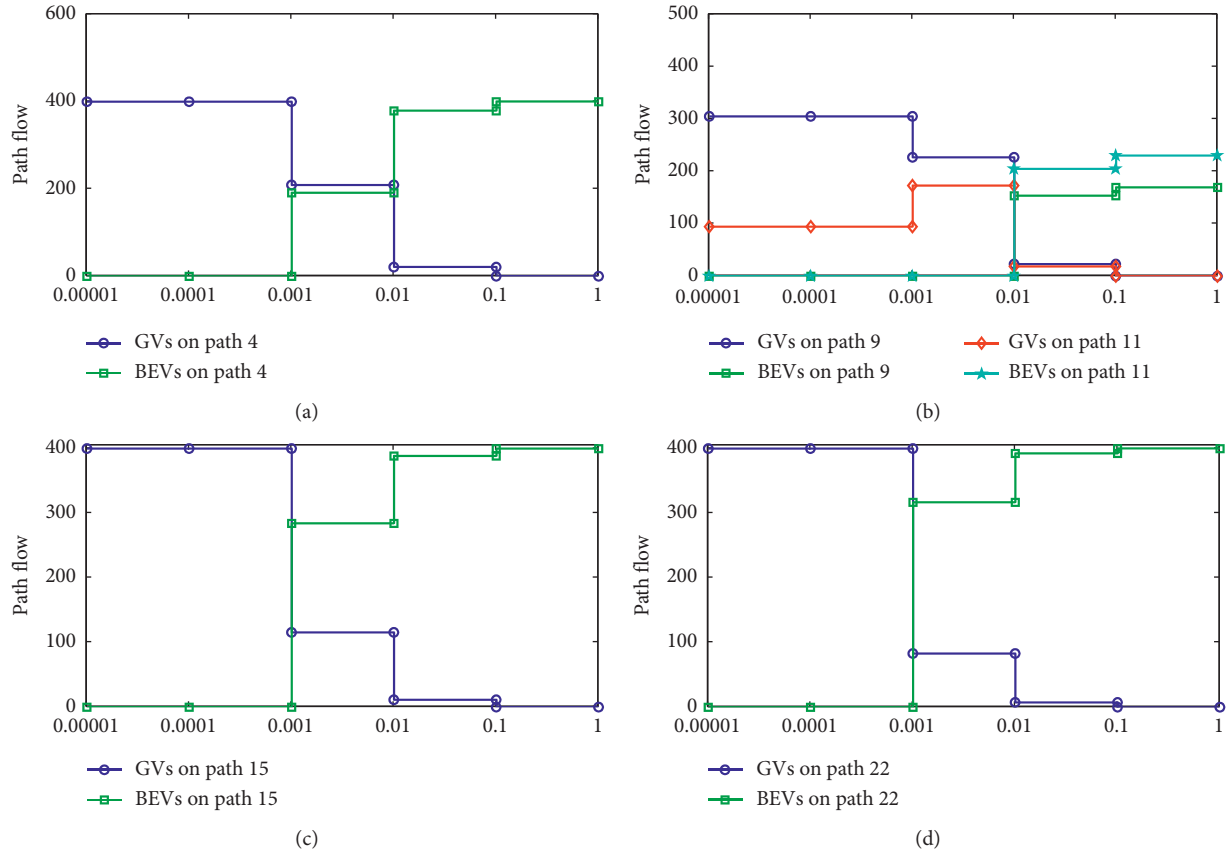 600
400
200
0
Path flow
0.00001 0.0001 0.001 0.01 0.1 1
GVs on path 4
BEVs on path 4
(a)
500
400
300
200
100
0
Path flow
0.00001 0.0001 0.001 0.01 0.1 1
GVs on path 9
BEVs on path 9
GVs on path 11
BEVs on path 11
(b)
400
300
200
100
0
Path flow
0.00001 0.0001 0.001 0.01 0.1 1
GVs on path 15
BEVs on path 15
(c)
400
300
200
100
0
Path flow
0.00001 0.0001 0.001 0.01 0.1 1
GVs on path 22
BEVs on path 22
(d)